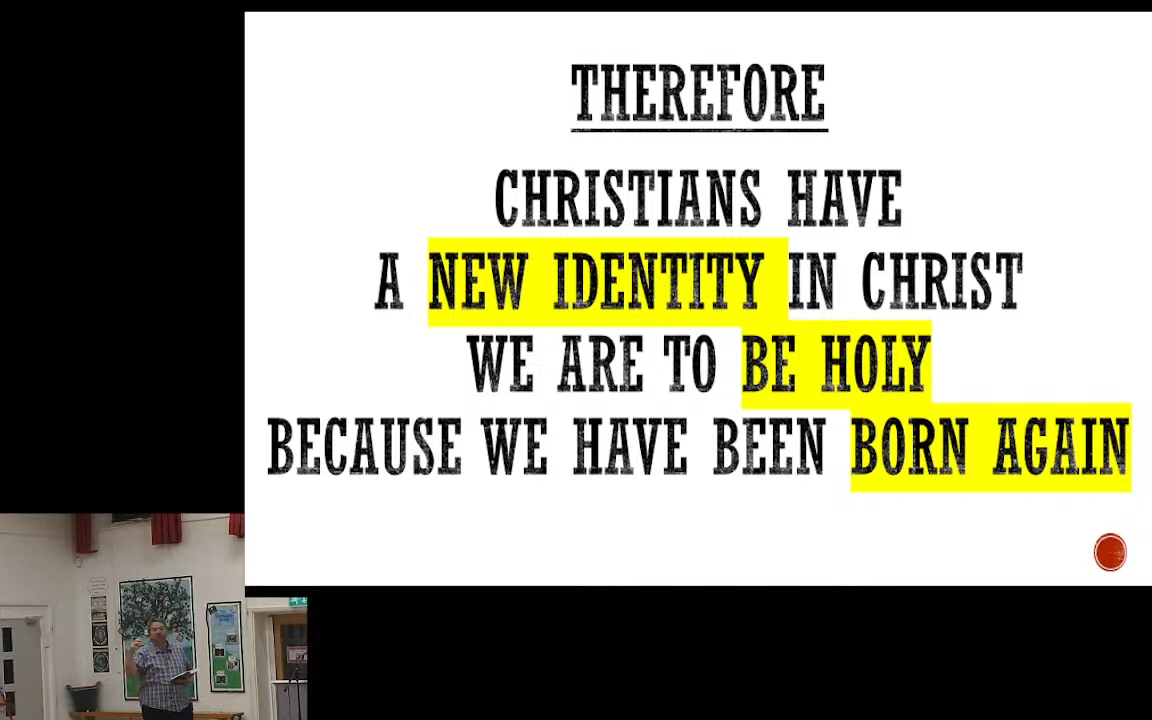 THEREFORE
CHRISTIANS HAVE
A NEW IDENTITY IN CHRIST
WE ARE TO BE HOLY
BECAUSE WE HAVE BEEN BORN AGAIN